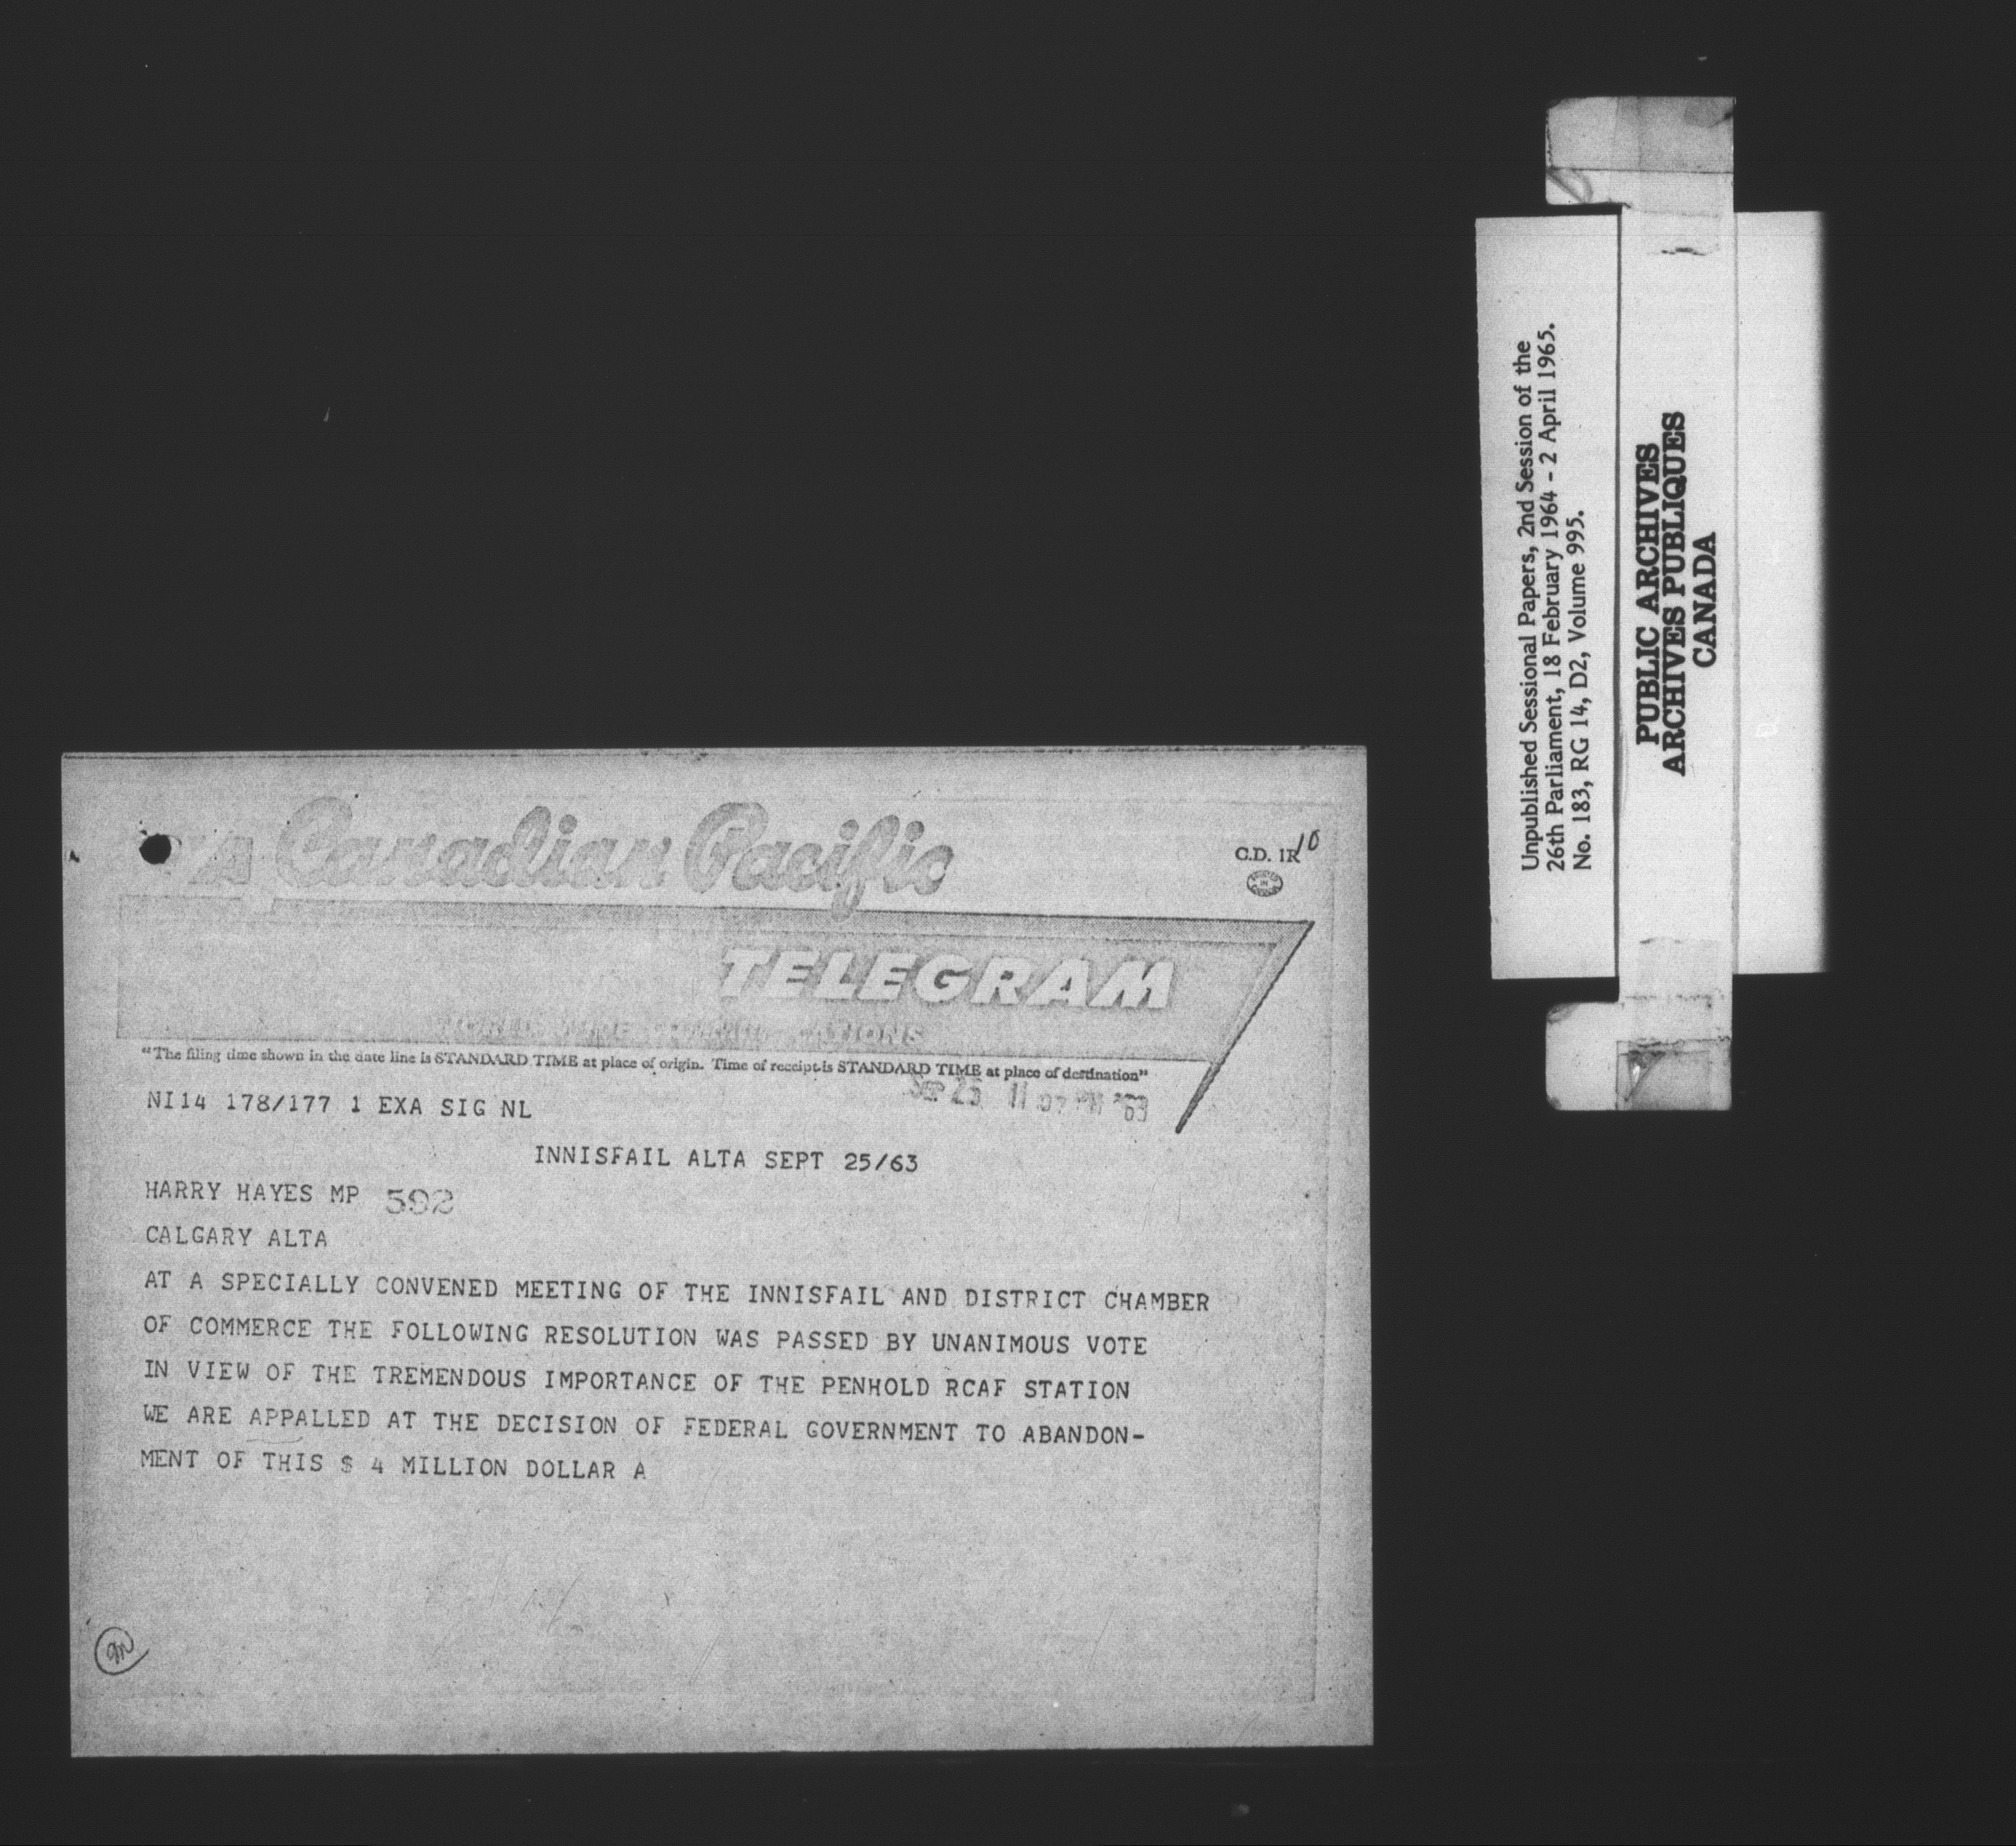 Canadian Pacific
C.D. 1R
10
TELEGRAM
"The filing time shown in the date line is STANDARD TIME at place of origin. Time of receipt is STANDARD TIME at place of destination"
SEP 25 11 PM '63
NI14 178/177 1 EXA SIG NL
INNISFAIL ALTA SEPT 25/63
HARRY HAYES MP 592
CALGARY ALTA
AT A SPECIALLY CONVENED MEETING OF THE INNISFAIL AND DISTRICT CHAMBER
OF COMMERCE THE FOLLOWING RESOLUTION WAS PASSED BY UNANIMOUS VOTE
IN VIEW OF THE TREMENDOUS IMPORTANCE OF THE PENHOLD RCAF STATION
WE ARE APPALLED AT THE DECISION OF FEDERAL GOVERNMENT TO ABANDON-
MENT OF THIS $ 4 MILLION DOLLAR A
Unpublished Sessional Papers, 2nd Session of the
26th Parliament, 18 February 1964 - 2 April 1965.
No. 183, RG 14, D2, Volume 995.
PUBLIC ARCHIVES
ARCHIVES PUBLIQUES
CANADA